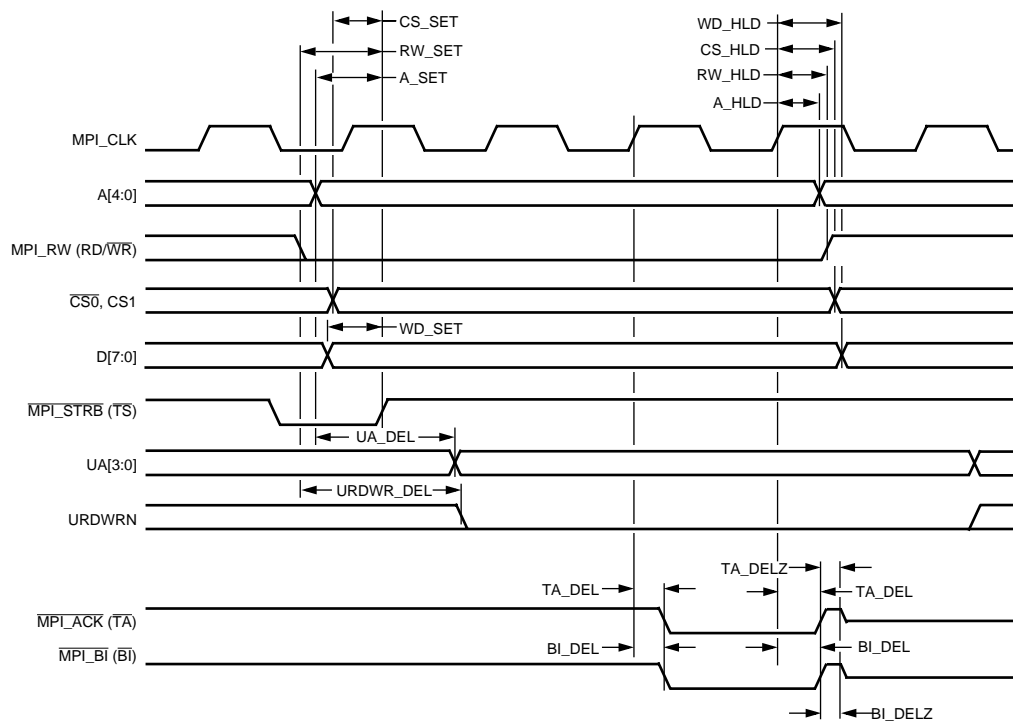 CS_SET
RW_SET
A_SET
WD_HLD
CS_HLD
RW_HLD
A_HLD
MPI_CLK
A[4:0]
MPI_RW (RD/WR)
CS0, CS1
WD_SET
D[7:0]
MPI_STRB (TS)
UA_DEL
UA[3:0]
URDWR_DEL
URDWRN
TA_DELZ
TA_DEL
TA_DEL
MPI_ACK (TA)
BI_DEL
BI_DEL
MPI_BI (BI)
BI_DELZ